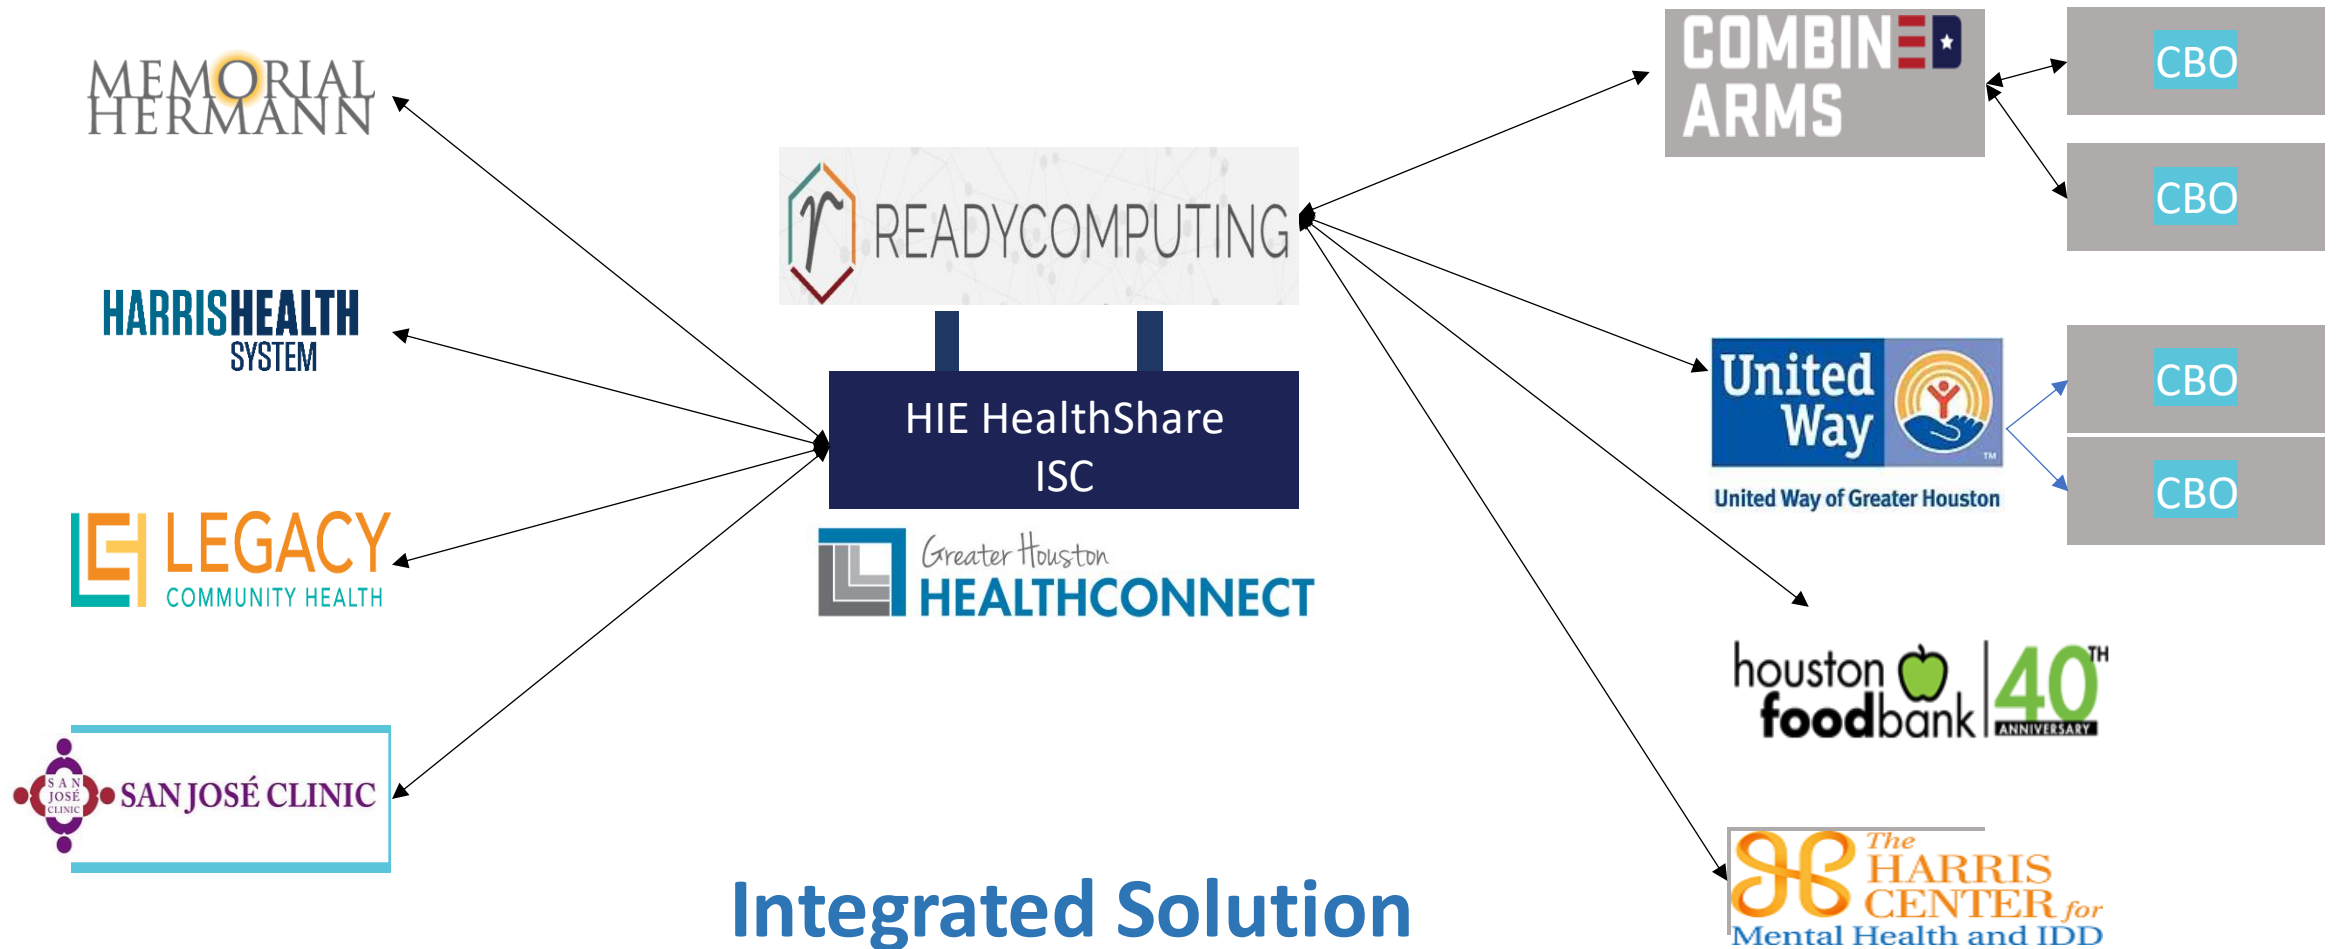 MEMORIAL
HERMANN
HARRISHEALTH
SYSTEM
LEGACY
COMMUNITY HEALTH
SAN
JOSÉ
CLINIC
SAN JOSÉ CLINIC
r READYCOMPUTING
HIE HealthShare
ISC
Greater Houston
HEALTHCONNECT
Integrated Solution
COMBINED
ARMS
CBO
CBO
United
Way
TM
United Way of Greater Houston
CBO
CBO
houston
foodbank
40TH
ANNIVERSARY
The
HARRIS
CENTER for
Mental Health and IDD